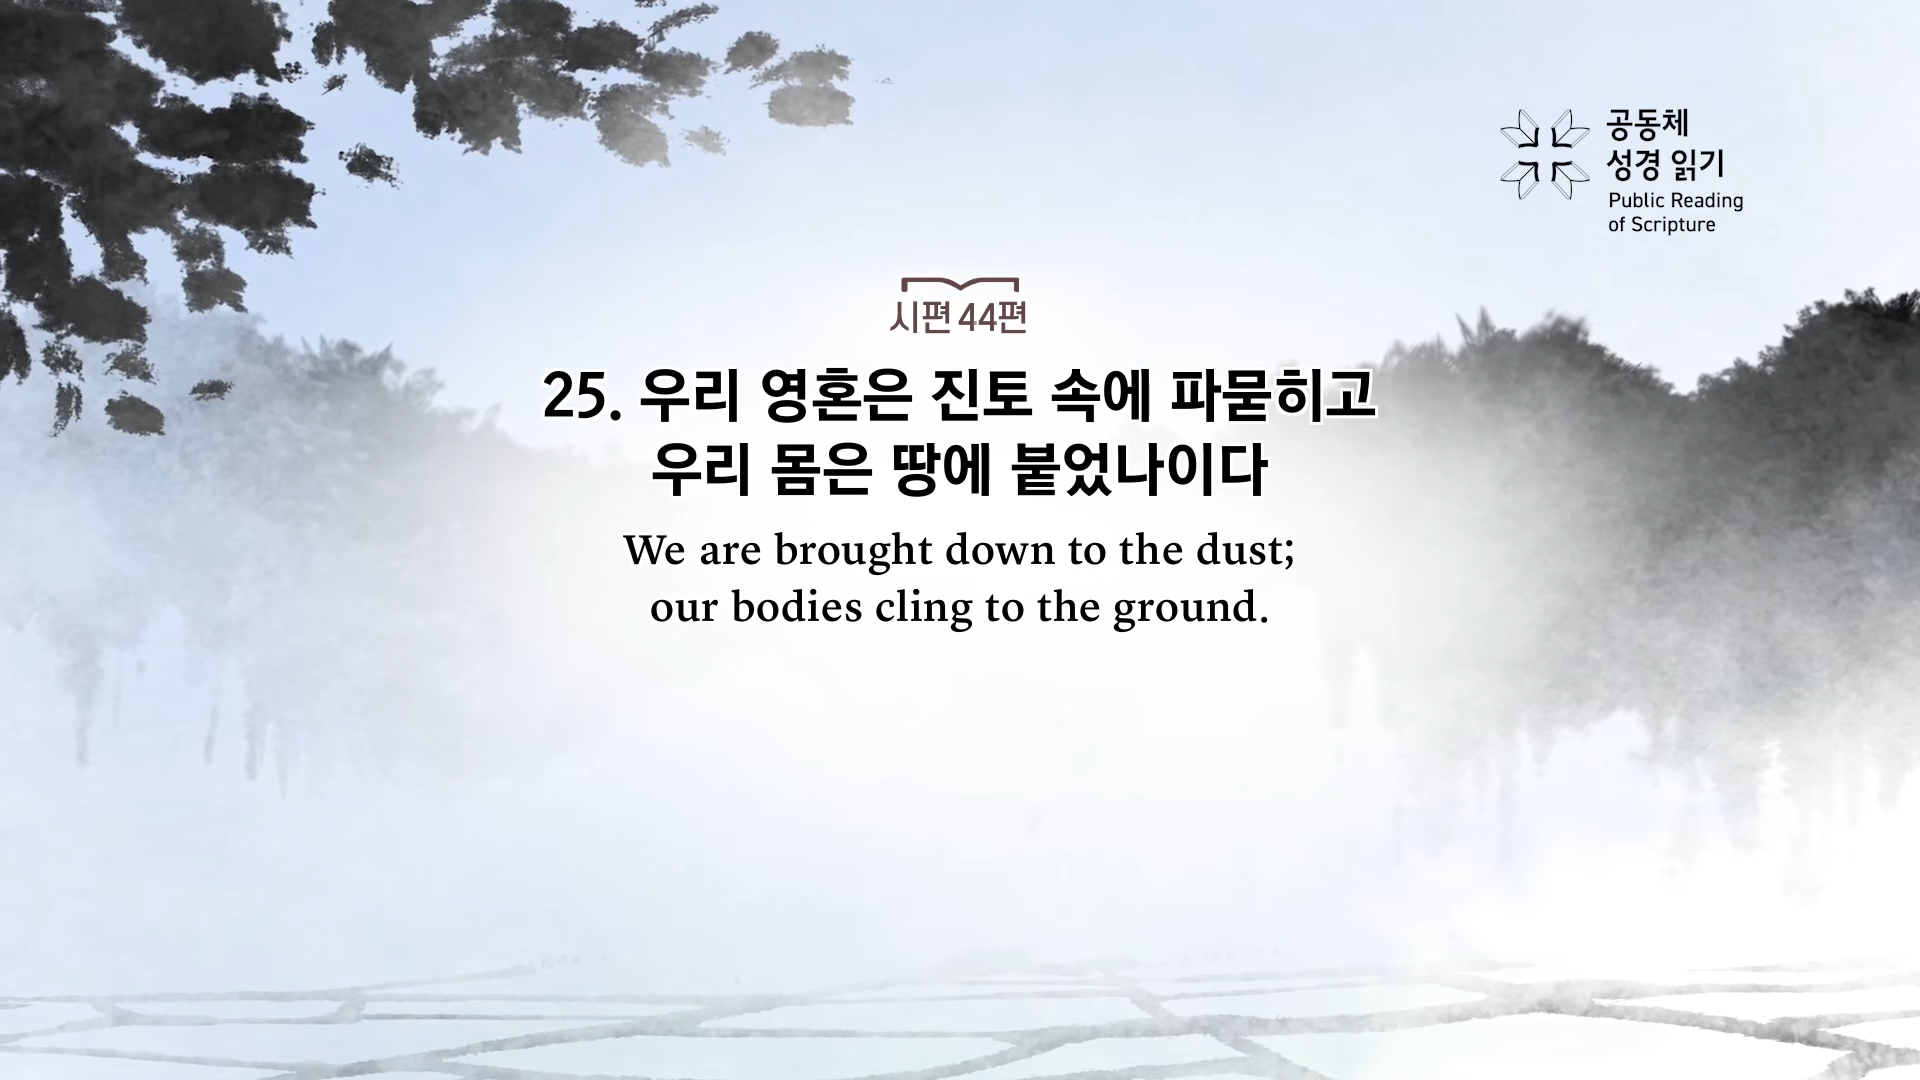 공동체
성경 읽기
Public Reading
of Scripture
시편 44편
25. 우리 영혼은 진토 속에 파묻히고
우리 몸은 땅에 붙었나이다
We are brought down to the dust;
our bodies cling to the ground.